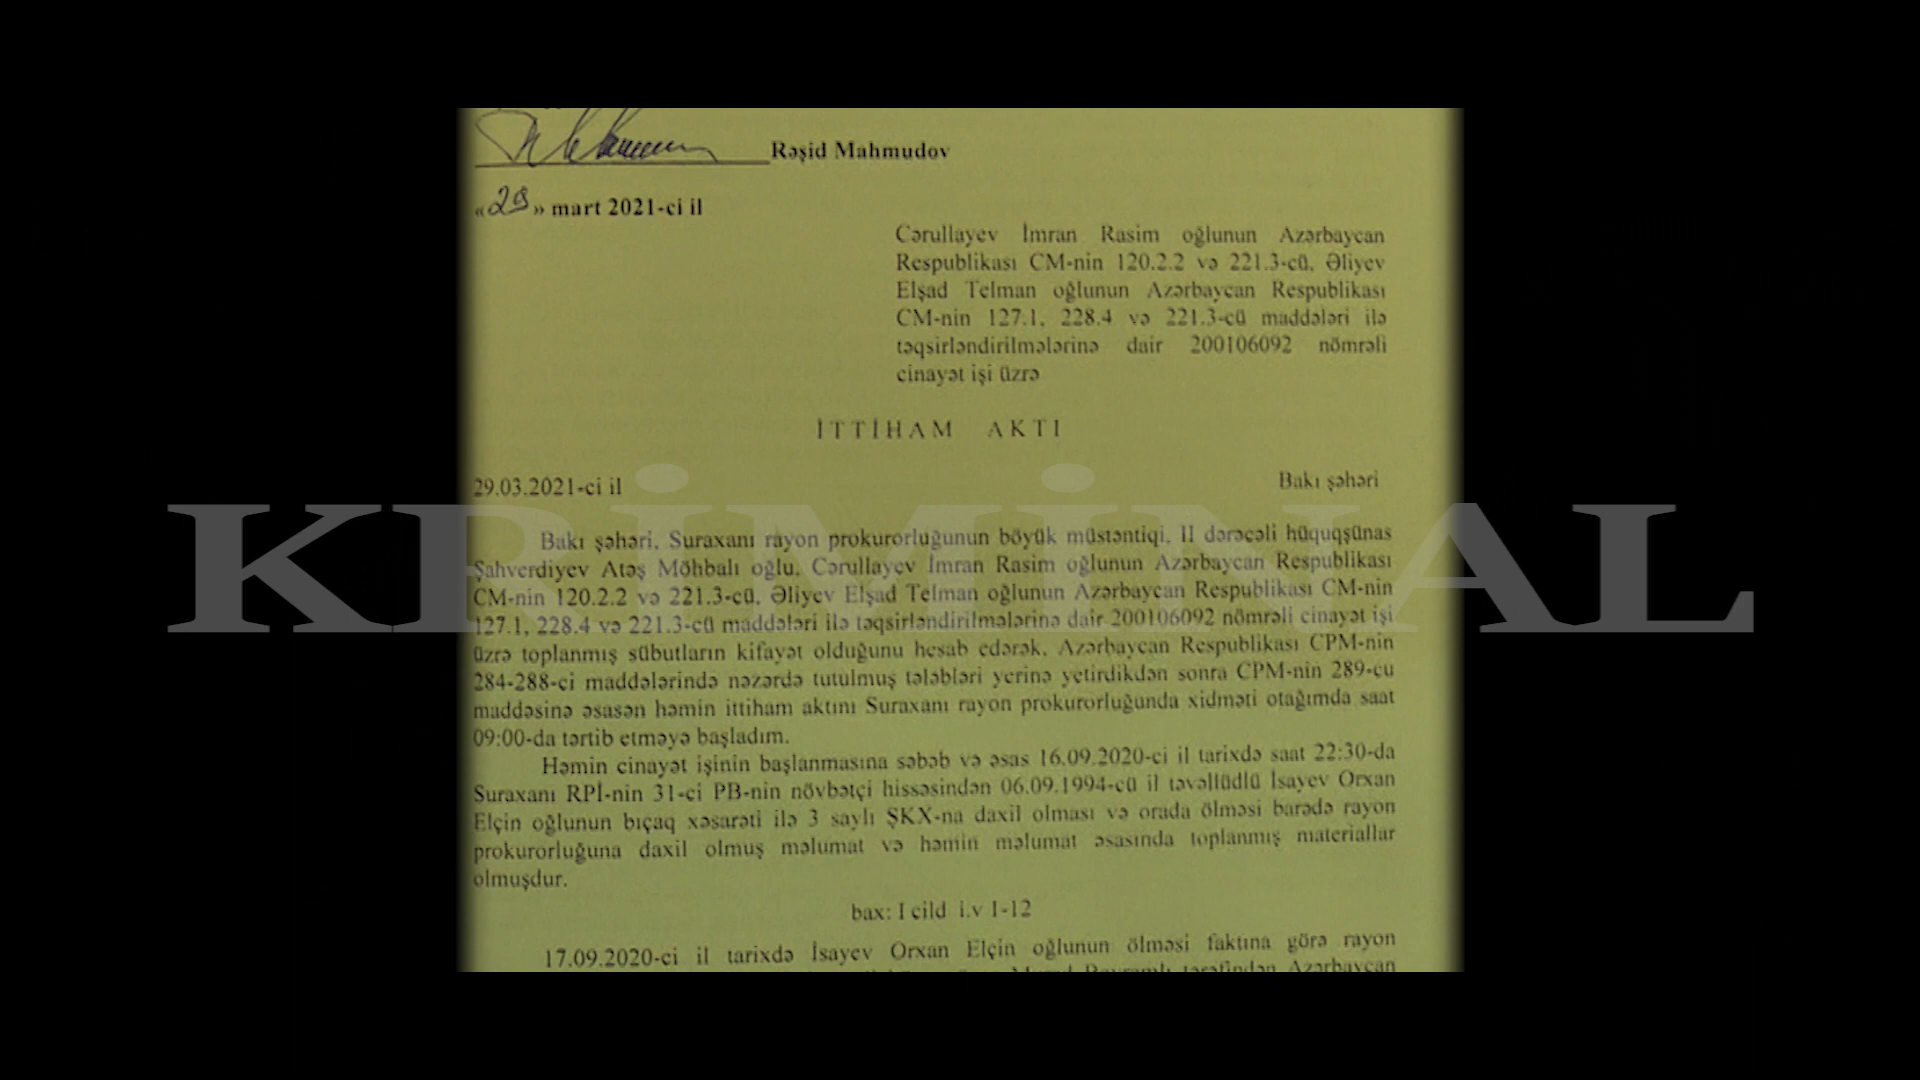 Rəşid Mahmudov
«29» mart 2021-ci il
Cərullayev İmran Rasim oğlunun Azərbaycan
Respublikası CM-nin 120.2.2 və 221.3-cü, Əliyev
Elşad Telman oğlunun Azərbaycan Respublikası
CM-nin 127.1, 228.4 və 221.3-cü maddələri ilə
təqsirləndirilmələrinə dair 200106092 nömrəli
cinayət işi üzrə
İTTİHAM AKTI
29.03.2021-ci il Bakı şəhəri
KRİMİNAL
Bakı şəhəri, Suraxanı rayon prokurorluğunun böyük müstəntiqi, II dərəcəli hüquqşünas
Şahverdiyev Atəş Möhbalı oğlu, Cərullayev İmran Rasim oğlunun Azərbaycan Respublikası
CM-nin 120.2.2 və 221.3-cü, Əliyev Elşad Telman oğlunun Azərbaycan Respublikası CM-nin
127.1, 228.4 və 221.3-cü maddələri ilə təqsirləndirilmələrinə dair 200106092 nömrəli cinayət işi
üzrə toplanmış sübutların kifayət olduğunu hesab edərək, Azərbaycan Respublikası CPM-nin
284-288-ci maddələrində nəzərdə tutulmuş tələbləri yerinə yetirdikdən sonra CPM-nin 289-cu
maddəsinə əsasən həmin ittiham aktını Suraxanı rayon prokurorluğunda xidməti otağımda saat
09:00-da tərtib etməyə başladım.
Həmin cinayət işinin başlanmasına səbəb və əsas 16.09.2020-ci il tarixdə saat 22:30-da
Suraxanı RPİ-nin 31-ci PB-nin növbətçi hissəsindən 06.09.1994-cü il təvəllüdlü İsayev Orxan
Elçin oğlunun bıçaq xəsarəti ilə 3 saylı ŞKX-na daxil olması və orada ölməsi barədə rayon
prokurorluğuna daxil olmuş məlumat və həmin məlumat əsasında toplanmış materiallar
olmuşdur.
bax: I cild i.v 1-12
17.09.2020-ci il tarixdə İsayev Orxan Elçin oğlunun ölməsi faktına görə rayon
tərəfindən Azərbaycan